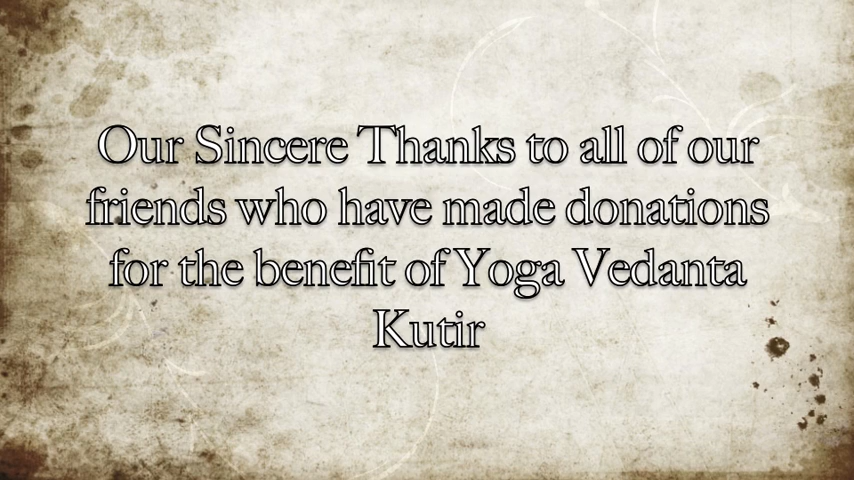 Our Sincere Thanks to all of our
friends who have made donations
for the benefit of Yoga Vedanta
Kutir